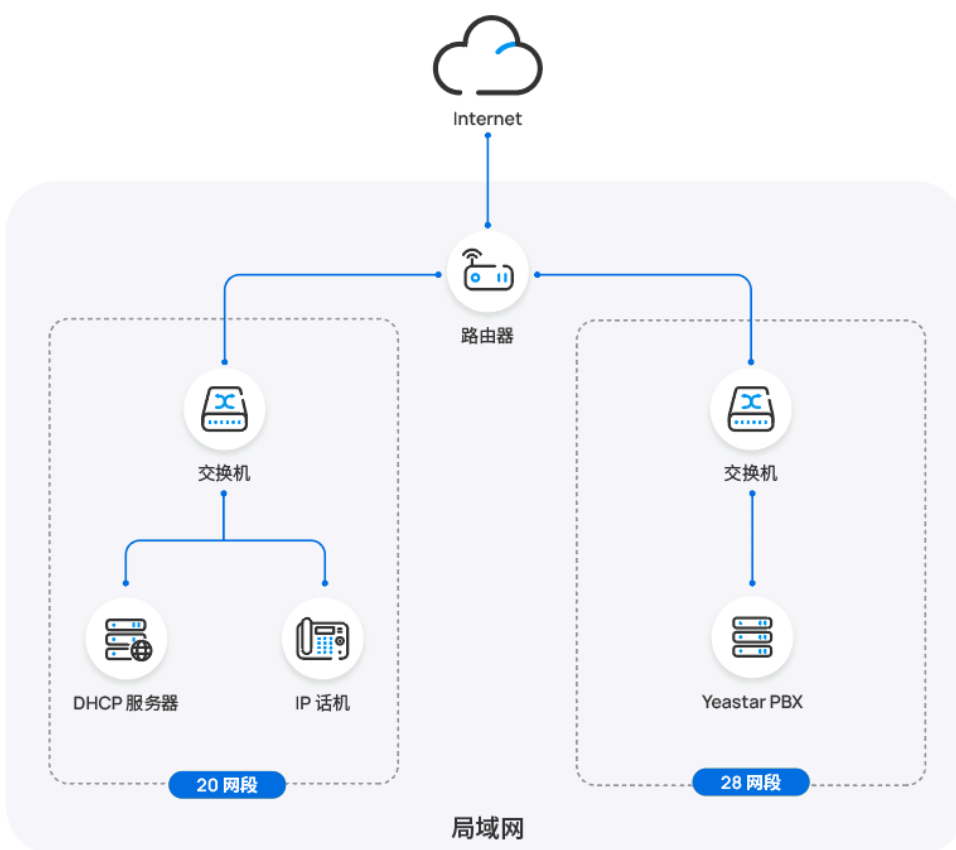 Internet
路由器
交换机
交换机
DHCP 服务器
IP 话机
Yeastar PBX
20 网段
28 网段
局域网